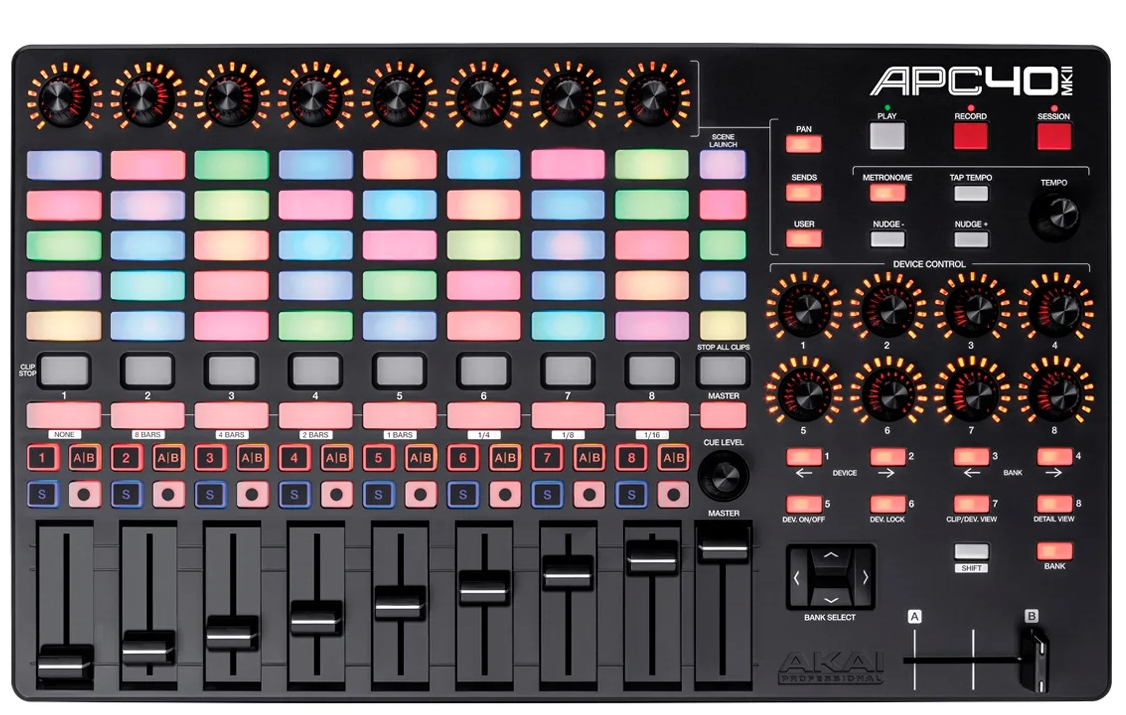 APC40 MKII
PLAY RECORD SESSION
PAN
SCENE
LAUNCH
SENDS METRONOME TAP TEMPO TEMPO
USER NUDGE - NUDGE +
DEVICE CONTROL
1 2 3 4
STOP ALL CLIPS
CLIP
STOP
1 2 3 4 5 6 7 8 MASTER
5 6 7 8
NONE 8 BARS 4 BARS 2 BARS 1 BARS 1/4 1/8 1/16
CUE LEVEL
1 A|B 2 A|B 3 A|B 4 A|B 5 A|B 6 A|B 7 A|B 8 A|B
1 2 3 4
DEVICE BANK
S S S S S S S S
5 6 7 8
MASTER
DEV. ON/OFF DEV. LOCK CLIP/DEV. VIEW DETAIL VIEW
SHIFT BANK
BANK SELECT
A B
AKAI
PROFESSIONAL